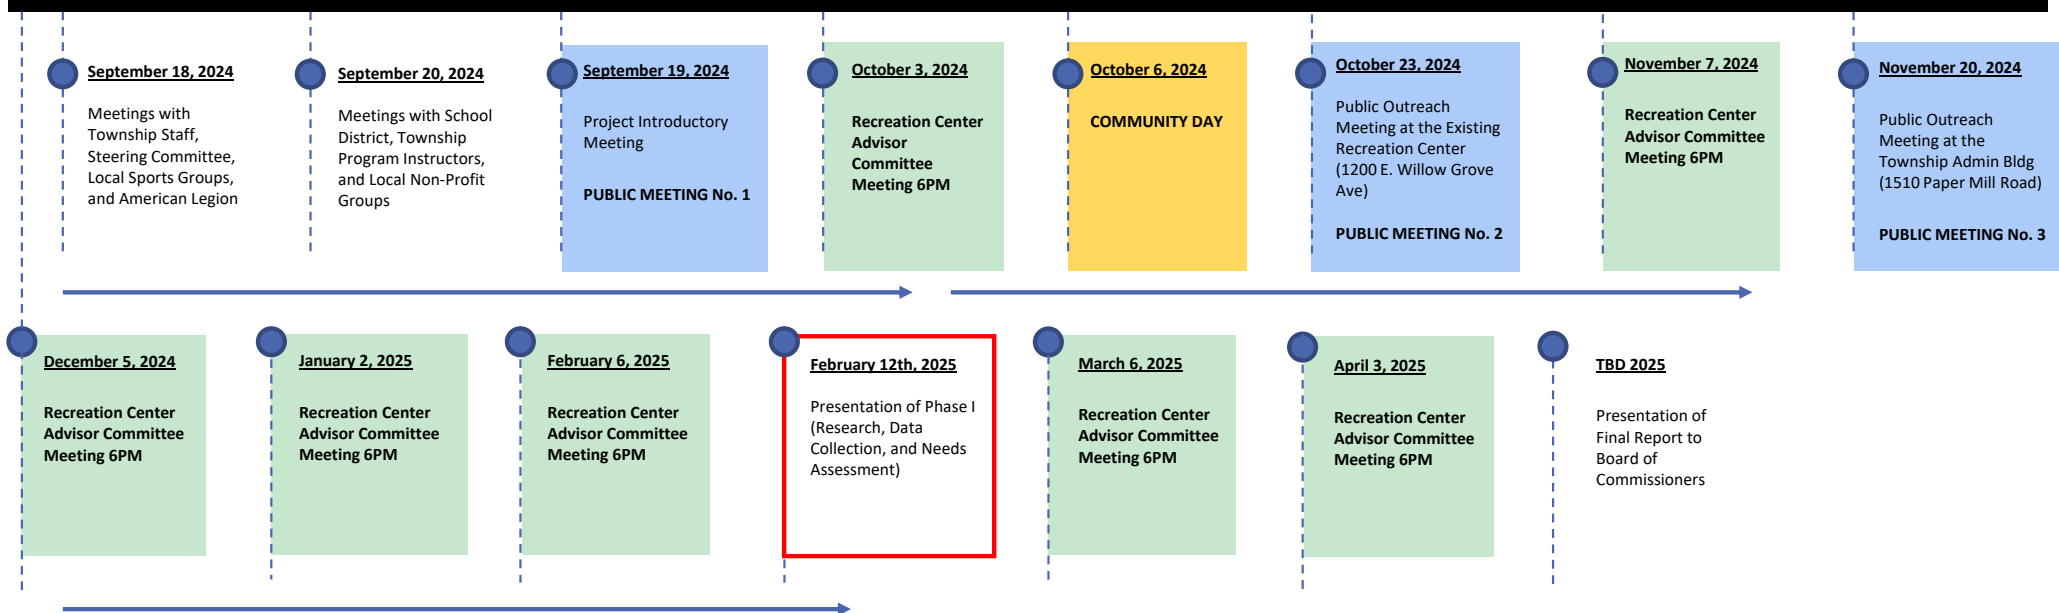 September 18, 2024
Meetings with
Township Staff,
Steering Committee,
Local Sports Groups,
and American Legion
September 20, 2024
Meetings with School
District, Township
Program Instructors,
and Local Non-Profit
Groups
September 19, 2024
Project Introductory
Meeting
PUBLIC MEETING No. 1
October 3, 2024
Recreation Center
Advisor
Committee
Meeting 6PM
October 6, 2024
COMMUNITY DAY
October 23, 2024
Public Outreach
Meeting at the Existing
Recreation Center
(1200 E. Willow Grove
Ave)
PUBLIC MEETING No. 2
November 7, 2024
Recreation Center
Advisor Committee
Meeting 6PM
November 20, 2024
Public Outreach
Meeting at the
Township Admin Bldg
(1510 Paper Mill Road)
PUBLIC MEETING No. 3
December 5, 2024
Recreation Center
Advisor Committee
Meeting 6PM
January 2, 2025
Recreation Center
Advisor Committee
Meeting 6PM
February 6, 2025
Recreation Center
Advisor Committee
Meeting 6PM
February 12th, 2025
Presentation of Phase I
(Research, Data
Collection, and Needs
Assessment)
March 6, 2025
Recreation Center
Advisor Committee
Meeting 6PM
April 3, 2025
Recreation Center
Advisor Committee
Meeting 6PM
TBD 2025
Presentation of
Final Report to
Board of
Commissioners